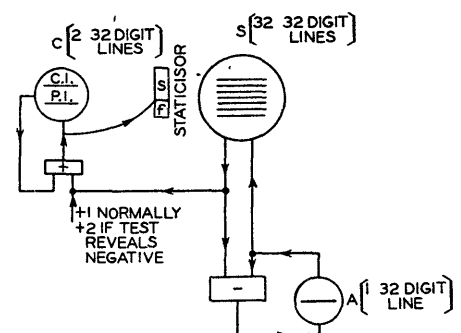 C [2 32 DIGIT LINES]
S [32 32 DIGIT LINES]
C.I.
P.I.
S
f
STATICISOR
+
+1 NORMALLY
+2 IF TEST
REVEALS
NEGATIVE
-
A [1 32 DIGIT LINE]